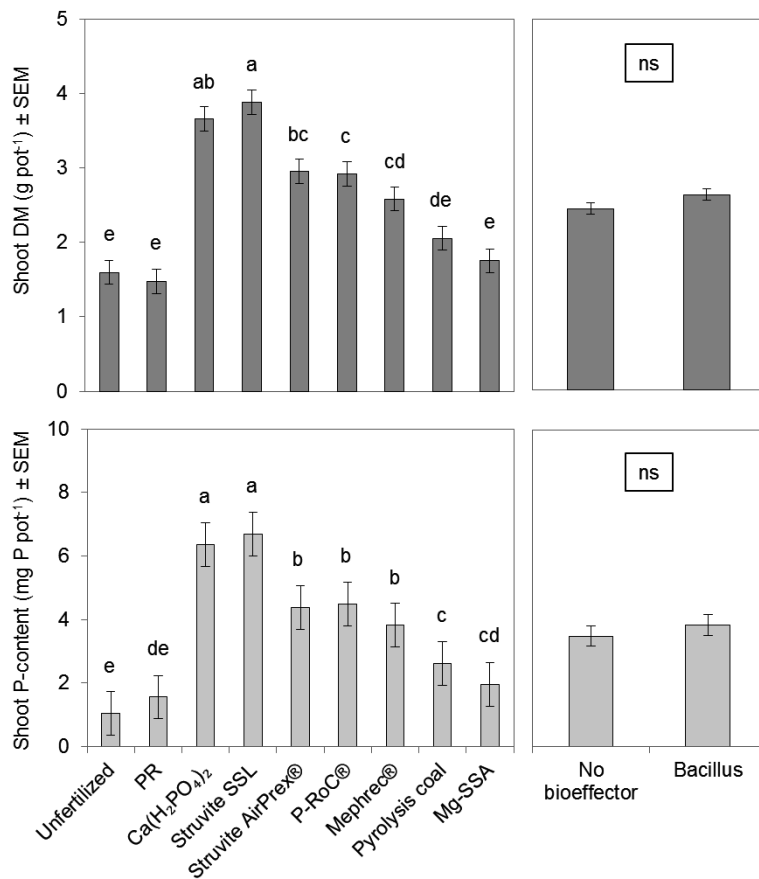 Shoot DM (g pot⁻¹) ± SEM
5
4
3
2
1
0
e
e
ab
a
bc
c
cd
de
e
ns
Shoot P-content (mg P pot⁻¹) ± SEM
10
8
6
4
2
0
e
de
a
a
b
b
b
c
cd
ns
Unfertilized
PR
Ca(H₂PO₄)₂
Struvite SSL
Struvite AirPrex®
P-RoC®
Mephrec®
Pyrolysis coal
Mg-SSA
No
bioeffector
Bacillus